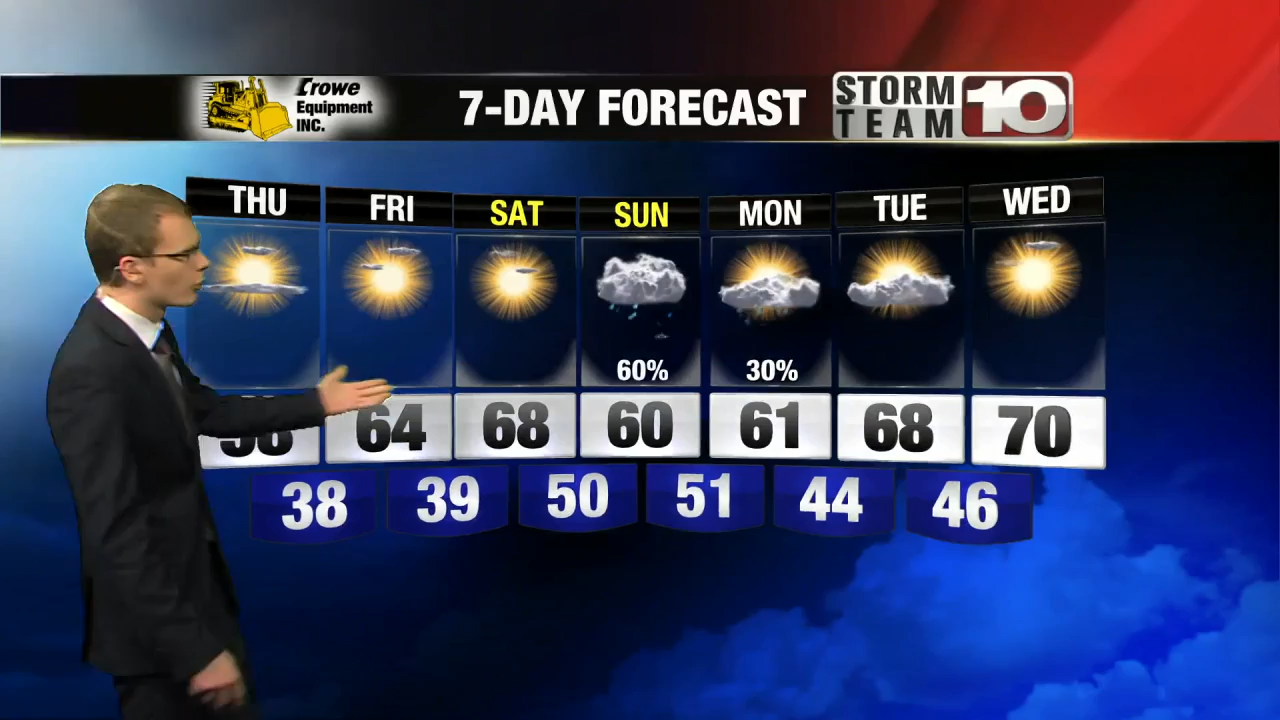 Crowe
Equipment
INC.
7-DAY FORECAST
STORM
TEAM
10
THU FRI SAT SUN MON TUE WED
60% 30%
64 68 60 61 68 70
38 39 50 51 44 46